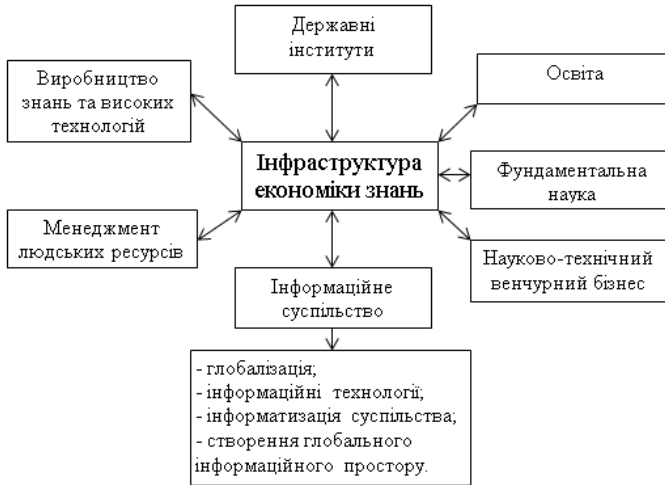 Державні
інститути
Виробництво
знань та високих
технологій
Освіта
Інфраструктура
економіки знань
Фундаментальна
наука
Менеджмент
людських ресурсів
Науково-технічний
венчурний бізнес
Інформаційне
суспільство
- глобалізація;
- інформаційні технології;
- інформатизація суспільства;
- створення глобального
інформаційного простору.